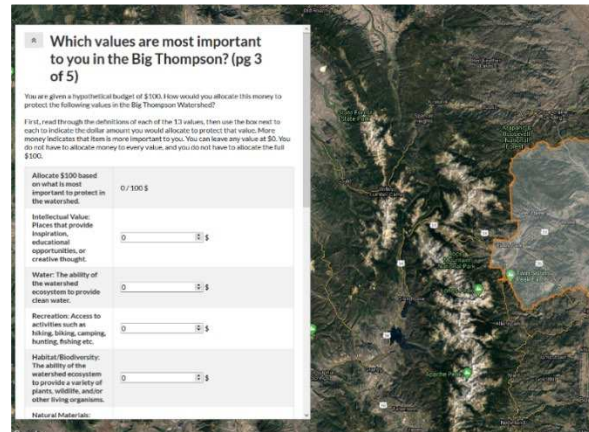 Which values are most important
to you in the Big Thompson? (pg 3
of 5)
You are given a hypothetical budget of $100. How would you allocate this money to
protect the following values in the Big Thompson Watershed?
First, read through the definitions of each of the 13 values, then use the box next to
each to indicate the dollar amount you would allocate to protect that value. More
money indicates that item is more important to you. You can leave any value at $0. You
do not have to allocate money to every value, and you do not have to allocate the full
$100.
Allocate $100 based
on what is most
important to protect in
the watershed.
0 / 100 $
Intellectual Value:
Places that provide
inspiration,
educational
opportunities, or
creative thought.
0 $
Water: The ability of
the watershed
ecosystem to provide
clean water.
0 $
Recreation: Access to
activities such as
hiking, biking, camping,
hunting, fishing etc.
0 $
Habitat/Biodiversity:
The ability of the
watershed ecosystem
to provide a variety of
plants, wildlife, and/or
other living organisms.
0 $
Natural Materials:
State Park